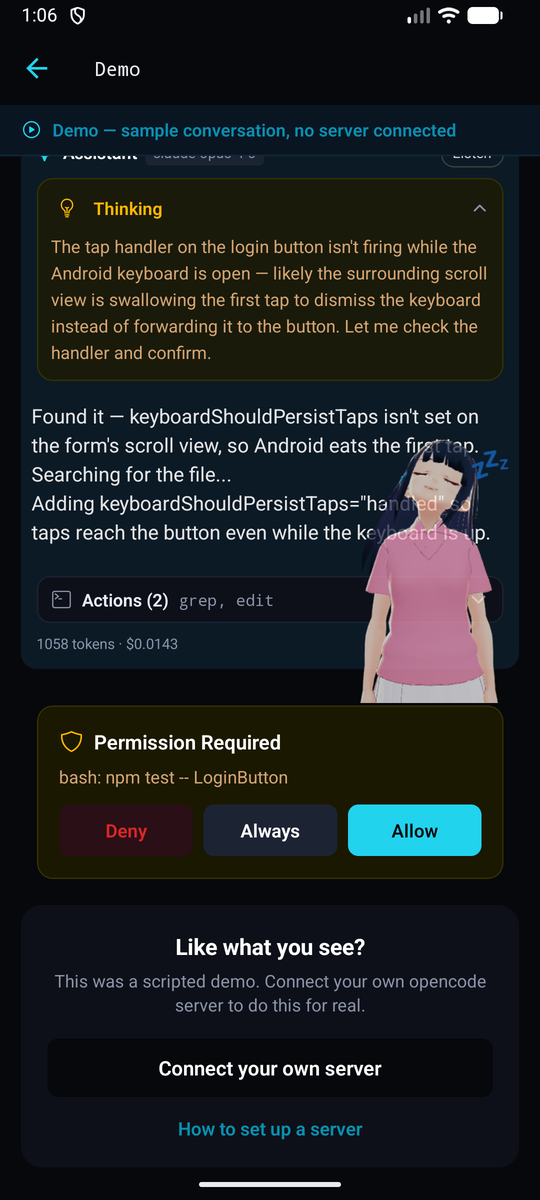 1:06
Demo
Demo — sample conversation, no server connected
Assistant
Listen
Thinking
The tap handler on the login button isn't firing while the
Android keyboard is open — likely the surrounding scroll
view is swallowing the first tap to dismiss the keyboard
instead of forwarding it to the button. Let me check the
handler and confirm.
Found it — keyboardShouldPersistTaps isn't set on
the form's scroll view, so Android eats the first tap.
Searching for the file...
Adding keyboardShouldPersistTaps="handled" so
taps reach the button even while the keyboard is up.
zzz
Actions (2) grep, edit
1058 tokens · $0.0143
Permission Required
bash: npm test -- LoginButton
Deny
Always
Allow
Like what you see?
This was a scripted demo. Connect your own opencode
server to do this for real.
Connect your own server
How to set up a server